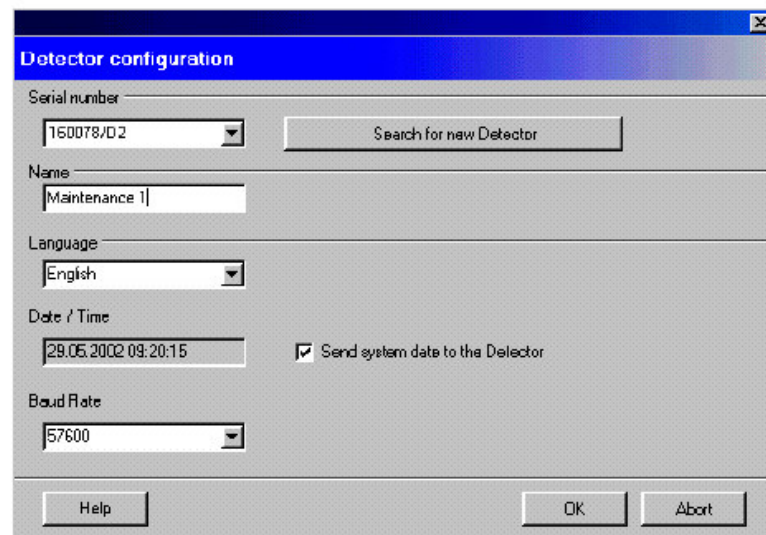 Detector configuration
Serial number
160078/D2
Search for new Detector
Name
Maintenance 1
Language
English
Date / Time
29.05.2002 09:20:15
Send system date to the Detector
Baud Rate
57600
Help
OK
Abort